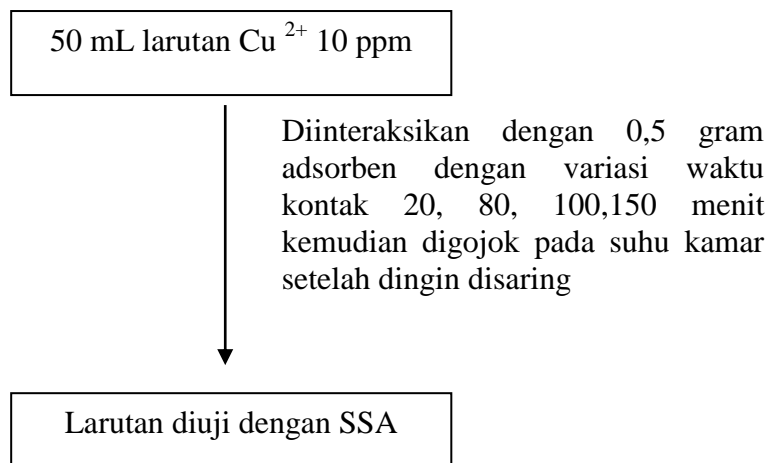 50 mL larutan Cu ²⁺ 10 ppm
Diinteraksikan dengan 0,5 gram
adsorben dengan variasi waktu
kontak 20, 80, 100,150 menit
kemudian digojok pada suhu kamar
setelah dingin disaring
Larutan diuji dengan SSA